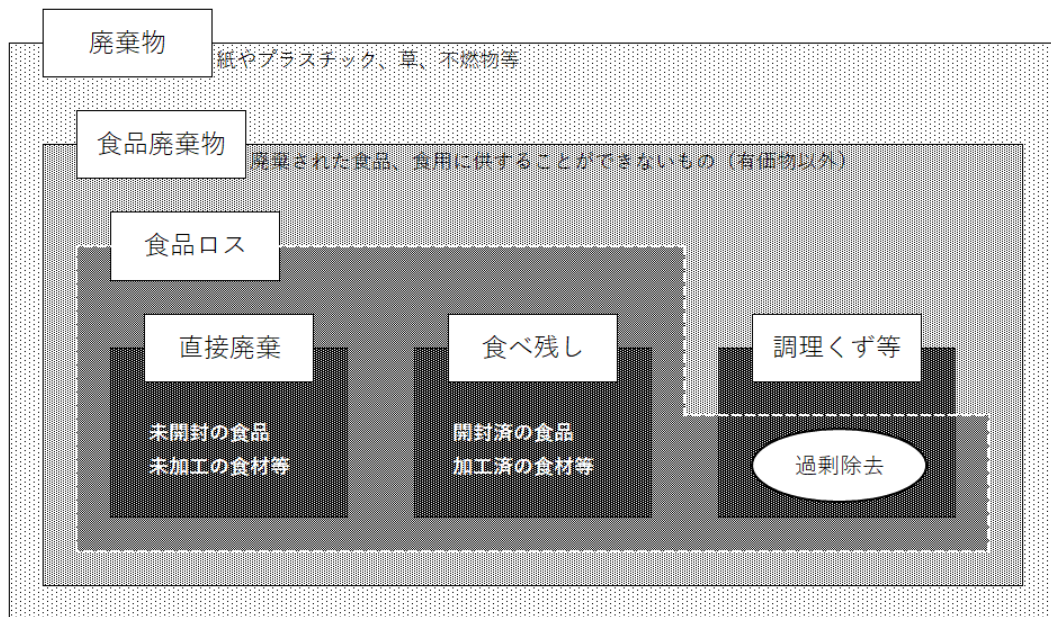 廃棄物
紙やプラスチック、草、不燃物等
食品廃棄物
廃棄された食品、食用に供することができないもの（有価物以外）
食品ロス
直接廃棄
未開封の食品
未加工の食材等
食べ残し
開封済の食品
加工済の食材等
調理くず等
過剰除去